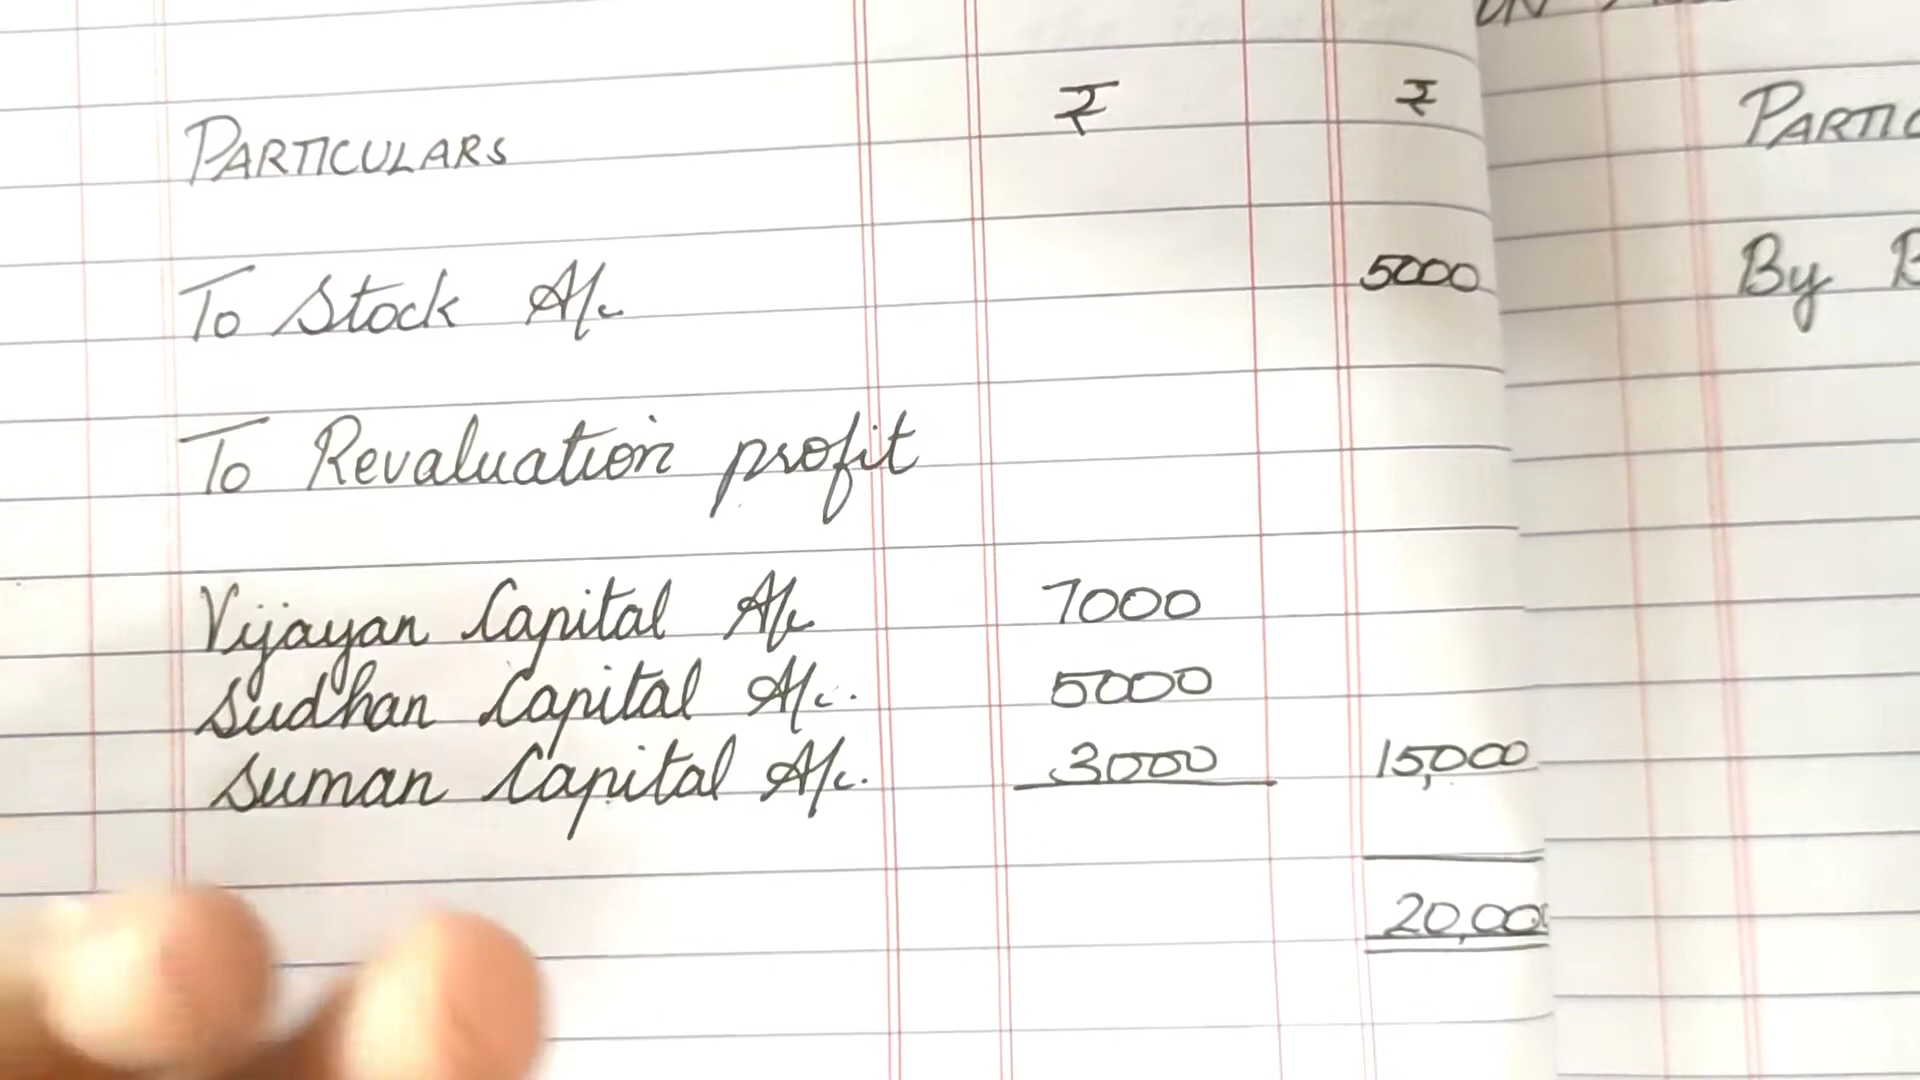 PARTICULARS ₹ ₹
To Stock A/c 5000
To Revaluation profit
Vijayan Capital A/c 7000
Sudhan Capital A/c. 5000
Suman Capital A/c. 3000 15,000
20,00
PARTIC
By B